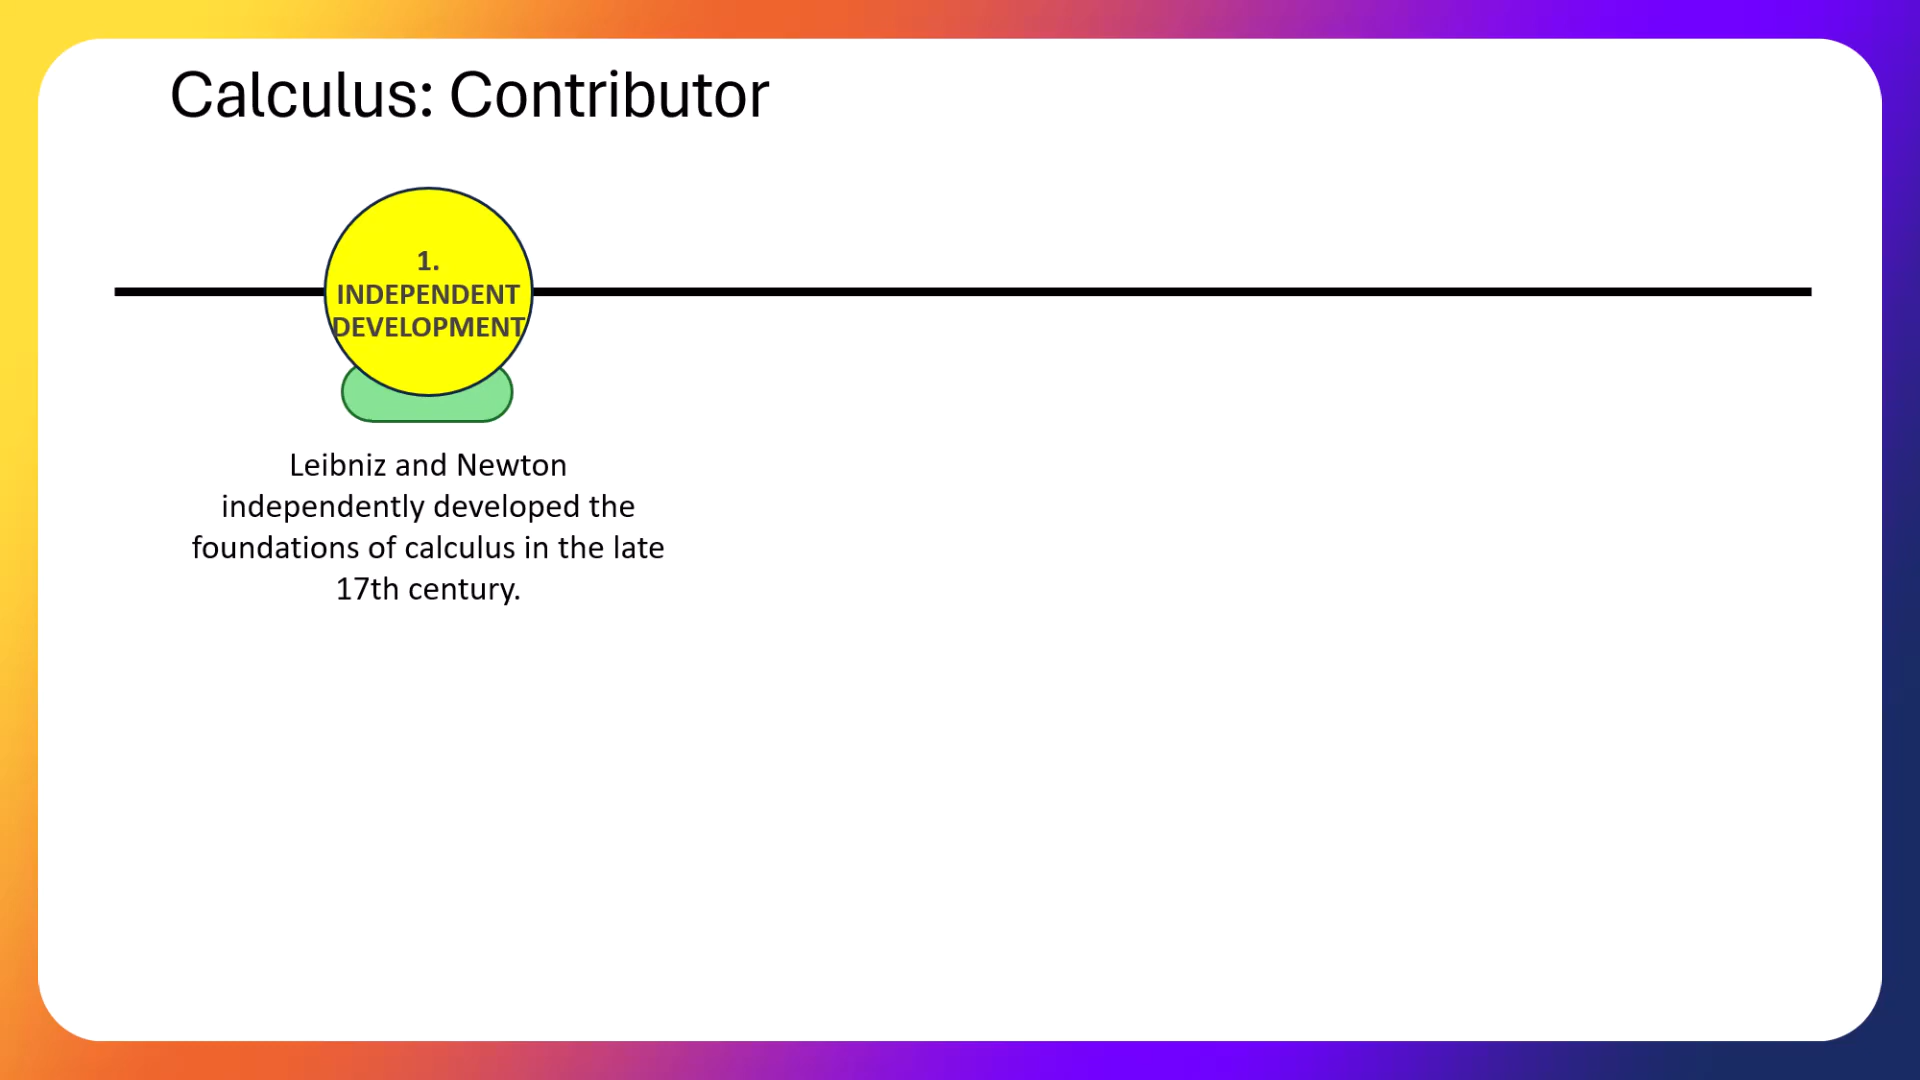 Calculus: Contributor
1.
INDEPENDENT
DEVELOPMENT
Leibniz and Newton
independently developed the
foundations of calculus in the late
17th century.